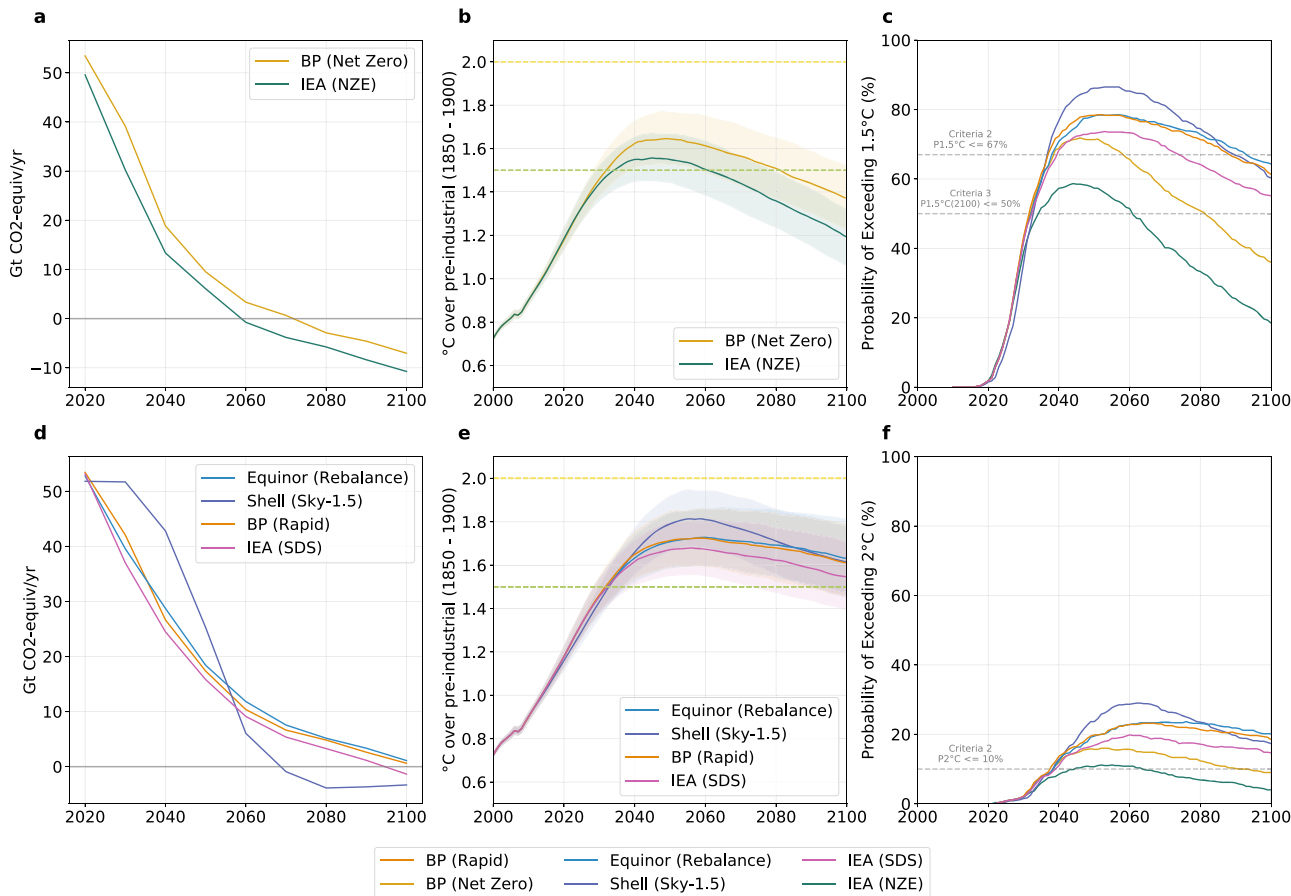 a
Gt CO2-equiv/yr
50
40
30
20
10
0
−10
2020
2040
2060
2080
2100
BP (Net Zero)
IEA (NZE)
b
°C over pre-industrial (1850 - 1900)
2.0
1.8
1.6
1.4
1.2
1.0
0.8
0.6
2000
2020
2040
2060
2080
2100
BP (Net Zero)
IEA (NZE)
c
Probability of Exceeding 1.5°C (%)
100
80
60
40
20
0
2000
2020
2040
2060
2080
2100
Criteria 2
P1.5°C <= 67%
Criteria 3
P1.5°C(2100) <= 50%
d
Gt CO2-equiv/yr
50
40
30
20
10
0
2020
2040
2060
2080
2100
Equinor (Rebalance)
Shell (Sky-1.5)
BP (Rapid)
IEA (SDS)
e
°C over pre-industrial (1850 - 1900)
2.0
1.8
1.6
1.4
1.2
1.0
0.8
0.6
2000
2020
2040
2060
2080
2100
Equinor (Rebalance)
Shell (Sky-1.5)
BP (Rapid)
IEA (SDS)
f
Probability of Exceeding 2°C (%)
100
80
60
40
20
0
2000
2020
2040
2060
2080
2100
Criteria 2
P2°C <= 10%
BP (Rapid)
Equinor (Rebalance)
IEA (SDS)
BP (Net Zero)
Shell (Sky-1.5)
IEA (NZE)